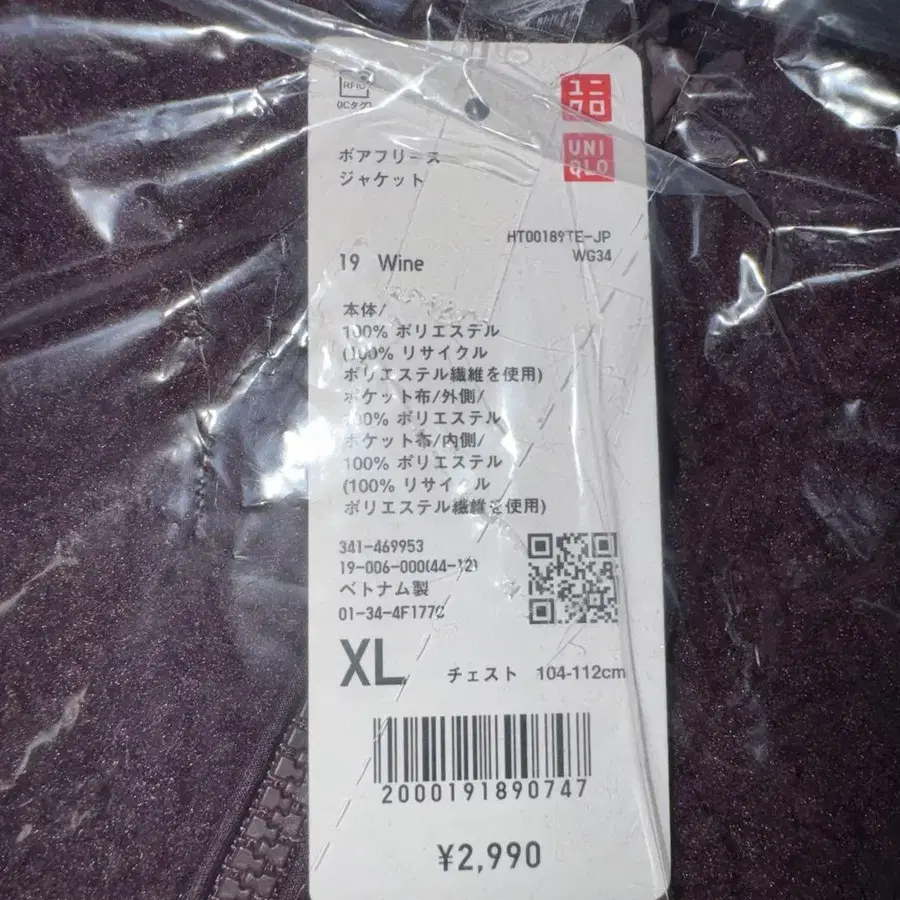 RFID
(ICタグ)
ユニ
クロ
UNI
QLO
ボアフリース
ジャケット
HT00189TE-JP
WG34
19 Wine
本体/
100% ポリエステル
(100% リサイクル
ポリエステル繊維を使用)
ポケット布/外側/
100% ポリエステル
ポケット布/内側/
100% ポリエステル
(100% リサイクル
ポリエステル繊維を使用)
341-469953
19-006-000(44-12)
ベトナム製
01-34-4F177C
XL チェスト 104-112cm
2000191890747
¥2,990